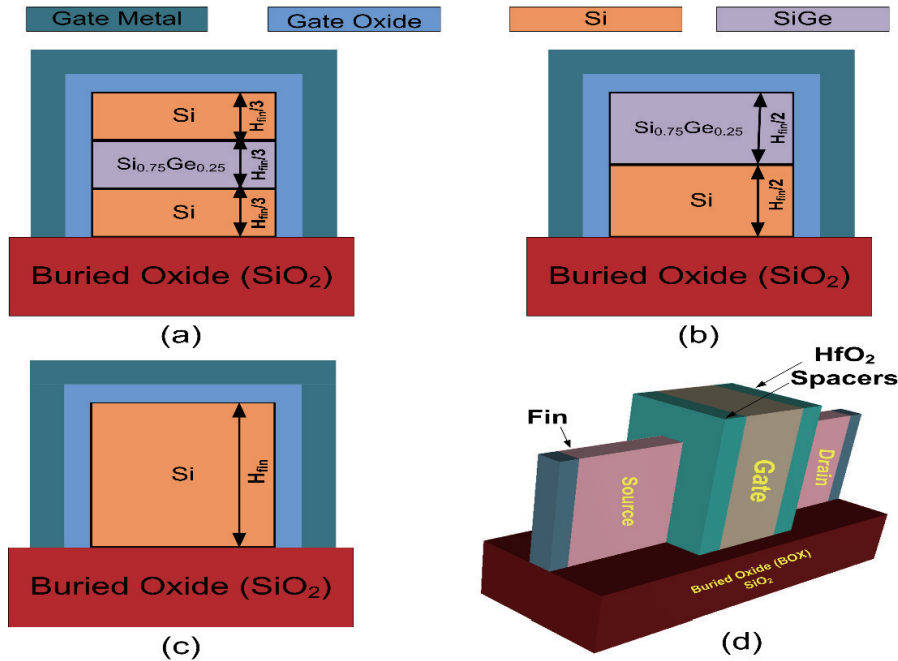 Gate Metal
Gate Oxide
Si
SiGe
Si
H_fin/3
Si₀.₇₅Ge₀.₂₅
H_fin/3
Si
H_fin/3
Buried Oxide (SiO₂)
(a)
Si₀.₇₅Ge₀.₂₅
H_fin/2
Si
H_fin/2
Buried Oxide (SiO₂)
(b)
Si
H_fin
Buried Oxide (SiO₂)
(c)
HfO₂
Spacers
Fin
Source
Gate
Drain
Buried Oxide (BOX)
SiO₂
(d)